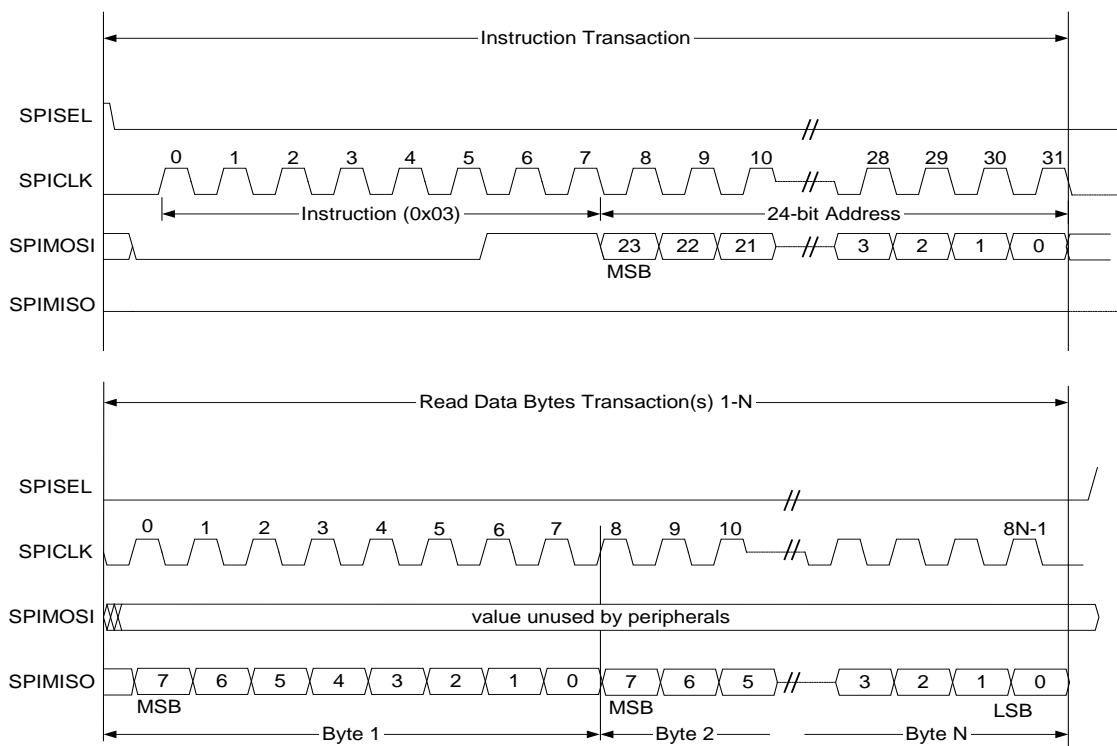 Instruction Transaction
SPISEL
0 1 2 3 4 5 6 7 8 9 10 28 29 30 31
SPICLK
Instruction (0x03) 24-bit Address
SPIMOSI 23 22 21 3 2 1 0
MSB
SPIMISO
Read Data Bytes Transaction(s) 1-N
SPISEL
0 1 2 3 4 5 6 7 8 9 10 8N-1
SPICLK
SPIMOSI value unused by peripherals
SPIMISO 7 6 5 4 3 2 1 0 7 6 5 3 2 1 0
MSB MSB LSB
Byte 1 Byte 2 Byte N